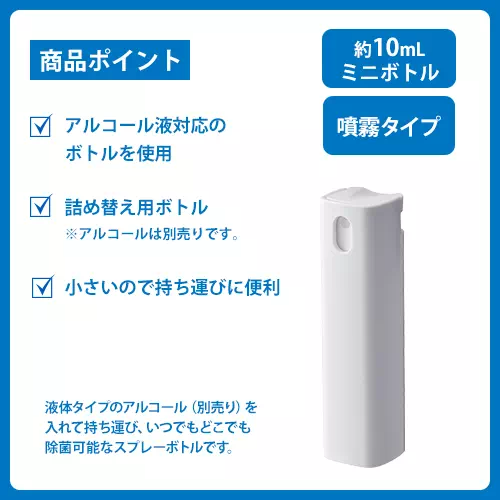 商品ポイント
約10mL
ミニボトル
噴霧タイプ
アルコール液対応の
ボトルを使用
詰め替え用ボトル
※アルコールは別売りです。
小さいので持ち運びに便利
液体タイプのアルコール（別売り）を
入れて持ち運び、いつでもどこでも
除菌可能なスプレーボトルです。